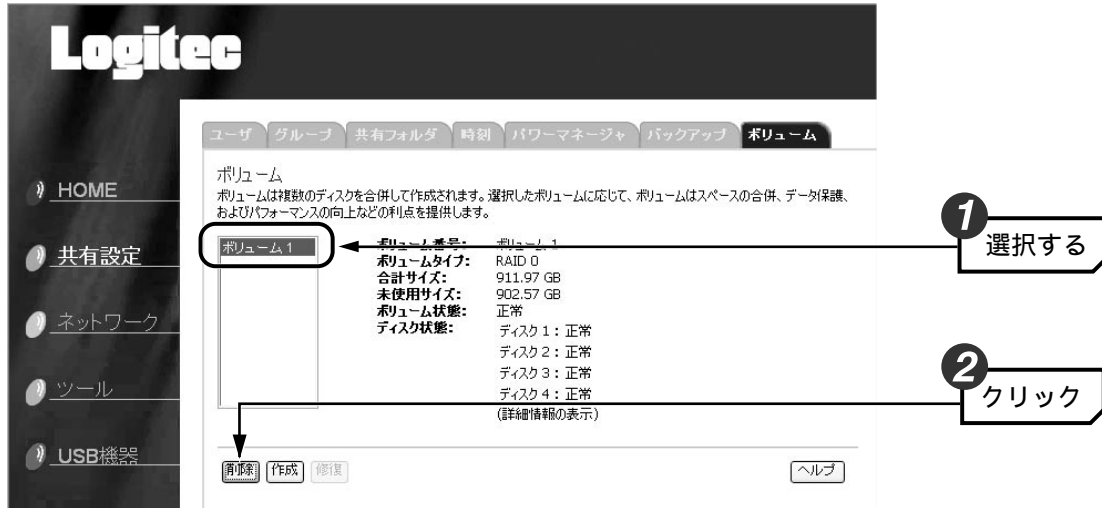 Logitec
ユーザ グループ 共有フォルダ 時刻 パワーマネージャ バックアップ ボリューム
HOME
共有設定
ネットワーク
ツール
USB機器
ボリューム
ボリュームは複数のディスクを合併して作成されます。選択したボリュームに応じて、ボリュームはスペースの合併、データ保護、
およびパフォーマンスの向上などの利点を提供します。
ボリューム 1
ボリューム番号: ボリューム 1
ボリュームタイプ: RAID 0
合計サイズ: 911.97 GB
未使用サイズ: 902.57 GB
ボリューム状態: 正常
ディスク状態: ディスク 1 : 正常
ディスク 2 : 正常
ディスク 3 : 正常
ディスク 4 : 正常
(詳細情報の表示)
削除 作成 修復 ヘルプ
1
選択する
2
クリック